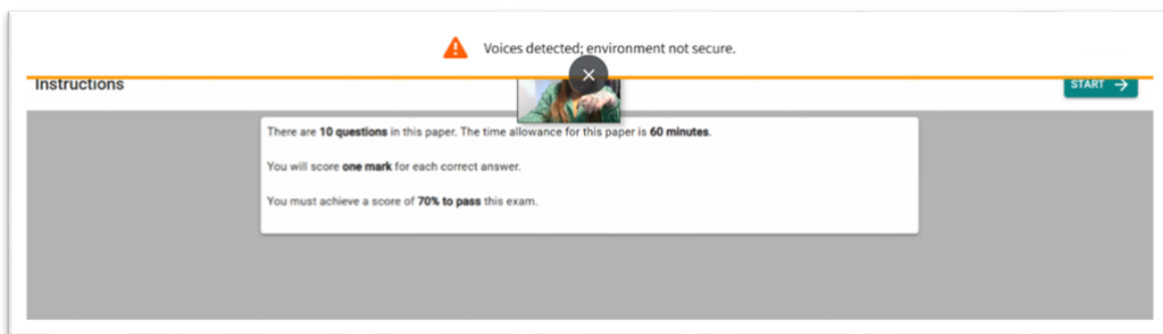 Voices detected; environment not secure.
Instructions
START
There are 10 questions in this paper. The time allowance for this paper is 60 minutes.
You will score one mark for each correct answer.
You must achieve a score of 70% to pass this exam.